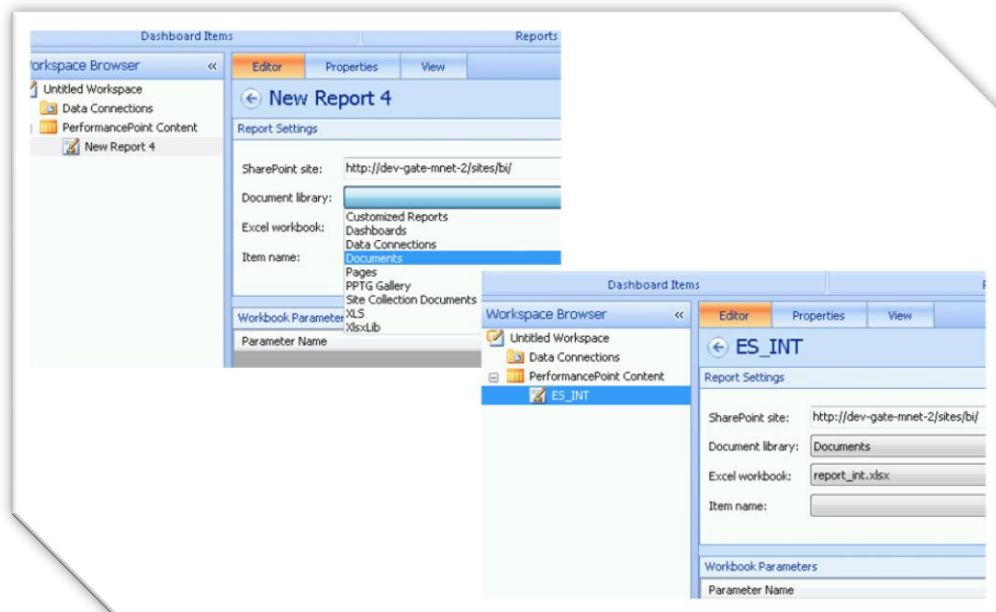 Dashboard Items Reports
orkspace Browser «
Editor Properties View
Untitled Workspace
Data Connections
PerformancePoint Content
New Report 4
New Report 4
Report Settings
SharePoint site: http://dev-gate-mnet-2/sites/bi/
Document library:
Excel workbook:
Item name:
Customized Reports
Dashboards
Data Connections
Documents
Pages
PPTG Gallery
Site Collection Documents
XLS
XlsxLib
Workbook Parameter
Parameter Name
Dashboard Items
Workspace Browser «
Editor Properties View
Untitled Workspace
Data Connections
PerformancePoint Content
ES_INT
ES_INT
Report Settings
SharePoint site: http://dev-gate-mnet-2/sites/bi/
Document library: Documents
Excel workbook: report_int.xlsx
Item name:
Workbook Parameters
Parameter Name